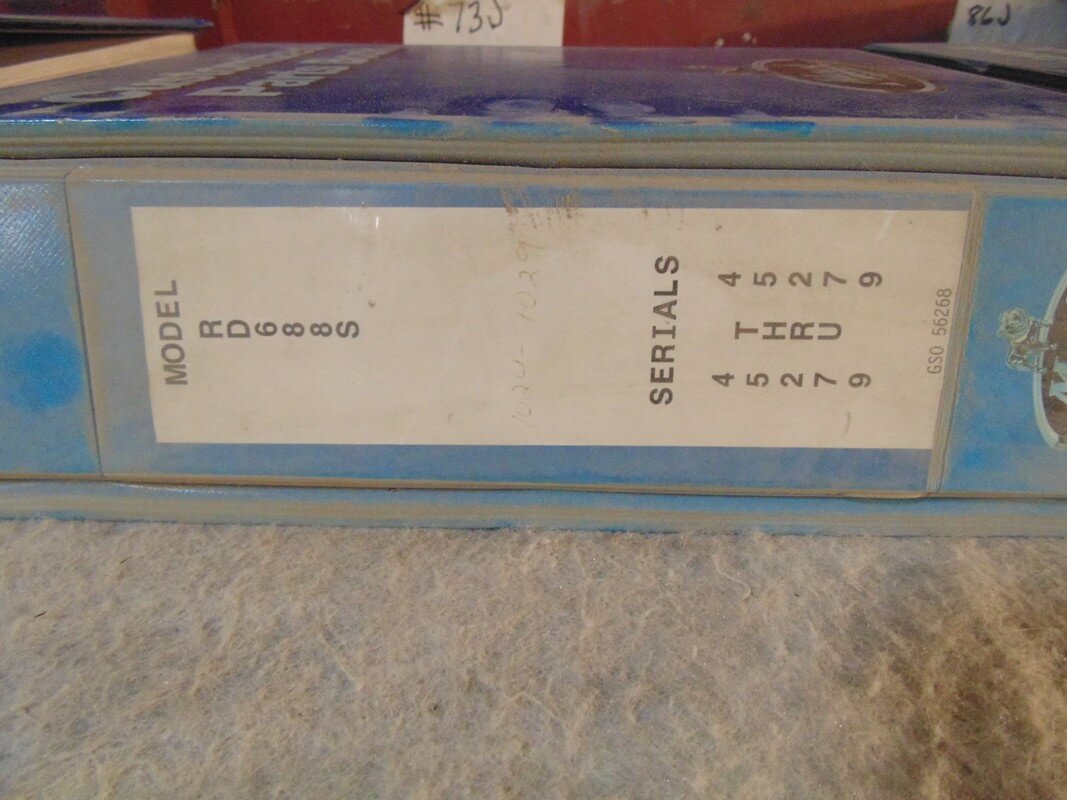 #73J
86J
MODEL
RD688S
SERIALS
45279 THRU 45279
GSO 56268